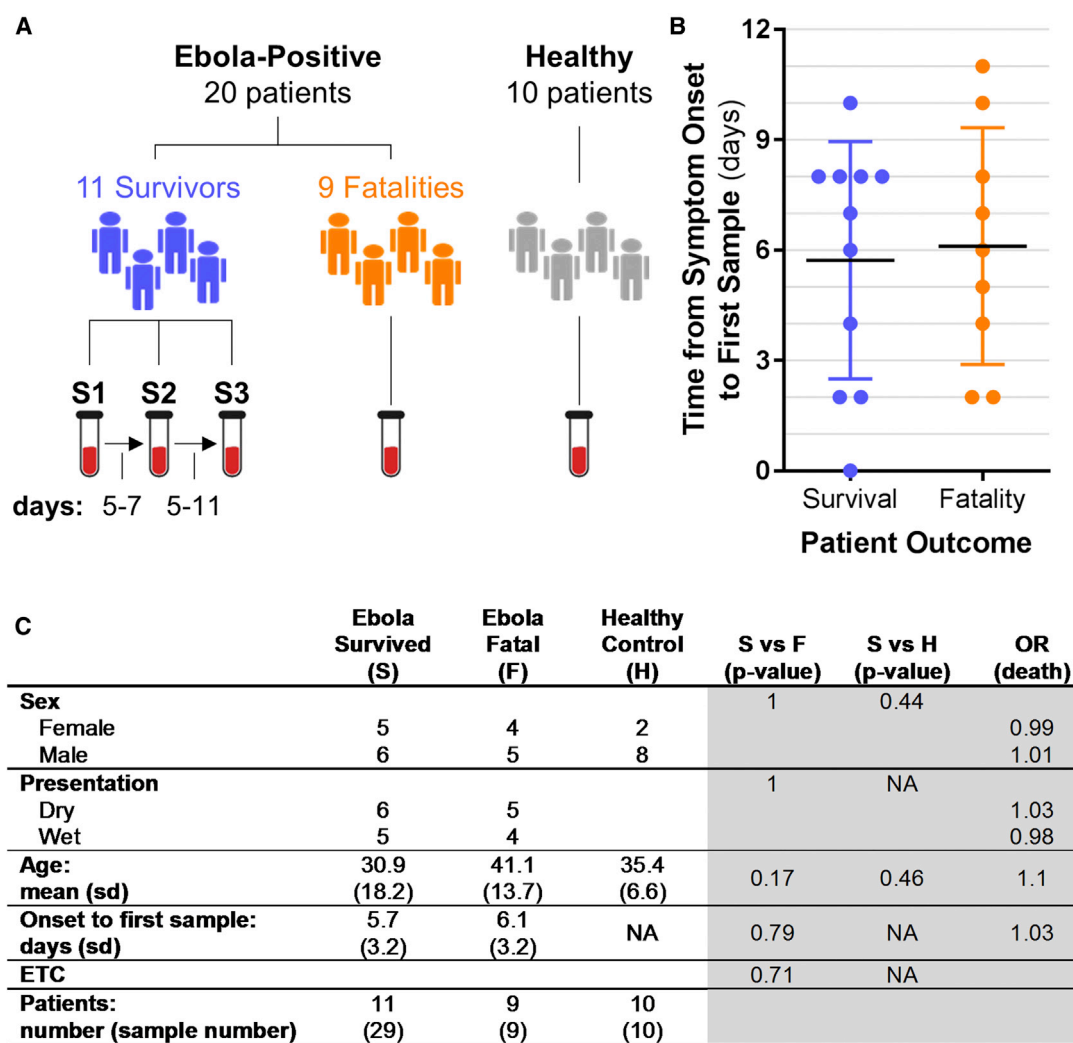 A
Ebola-Positive
20 patients
Healthy
10 patients
11 Survivors
9 Fatalities
S1 S2 S3
days: 5-7 5-11
B
Time from Symptom Onset
to First Sample (days)
12
9
6
3
0
Survival Fatality
Patient Outcome
C
Ebola Survived (S) Ebola Fatal (F) Healthy Control (H) S vs F (p-value) S vs H (p-value) OR (death)
Sex 1 0.44
Female 5 4 2 0.99
Male 6 5 8 1.01
Presentation 1 NA
Dry 6 5 1.03
Wet 5 4 0.98
Age: 30.9 41.1 35.4
mean (sd) (18.2) (13.7) (6.6) 0.17 0.46 1.1
Onset to first sample: 5.7 6.1
days (sd) (3.2) (3.2) NA 0.79 NA 1.03
ETC 0.71 NA
Patients: 11 9 10
number (sample number) (29) (9) (10)